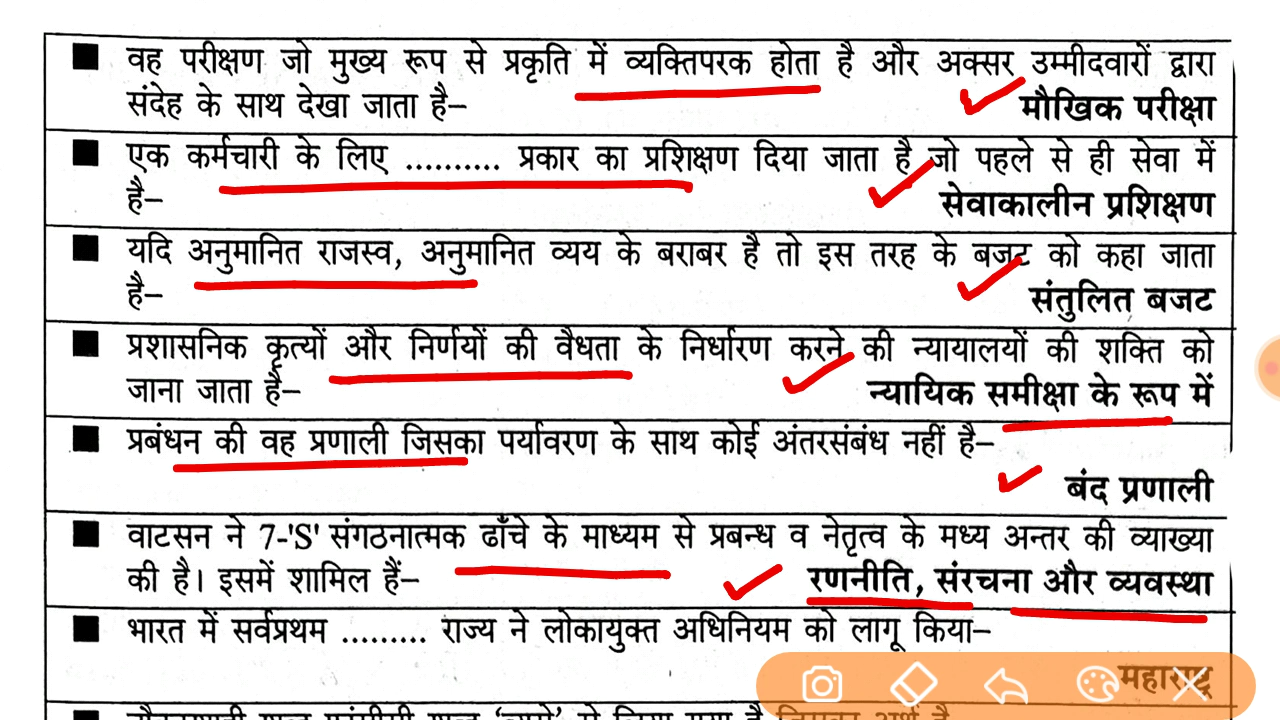 ■ वह परीक्षण जो मुख्य रूप से प्रकृति में व्यक्तिपरक होता है और अक्सर उम्मीदवारों द्वारा
संदेह के साथ देखा जाता है– मौखिक परीक्षा
■ एक कर्मचारी के लिए .......... प्रकार का प्रशिक्षण दिया जाता है जो पहले से ही सेवा में
है– सेवाकालीन प्रशिक्षण
■ यदि अनुमानित राजस्व, अनुमानित व्यय के बराबर है तो इस तरह के बजट को कहा जाता
है– संतुलित बजट
■ प्रशासनिक कृत्यों और निर्णयों की वैधता के निर्धारण करने की न्यायालयों की शक्ति को
जाना जाता है– न्यायिक समीक्षा के रूप में
■ प्रबंधन की वह प्रणाली जिसका पर्यावरण के साथ कोई अंतरसंबंध नहीं है–
बंद प्रणाली
■ वाटसन ने 7-'S' संगठनात्मक ढाँचे के माध्यम से प्रबन्ध व नेतृत्व के मध्य अन्तर की व्याख्या
की है। इसमें शामिल हैं– रणनीति, संरचना और व्यवस्था
■ भारत में सर्वप्रथम ......... राज्य ने लोकायुक्त अधिनियम को लागू किया–
महाराष्ट्र